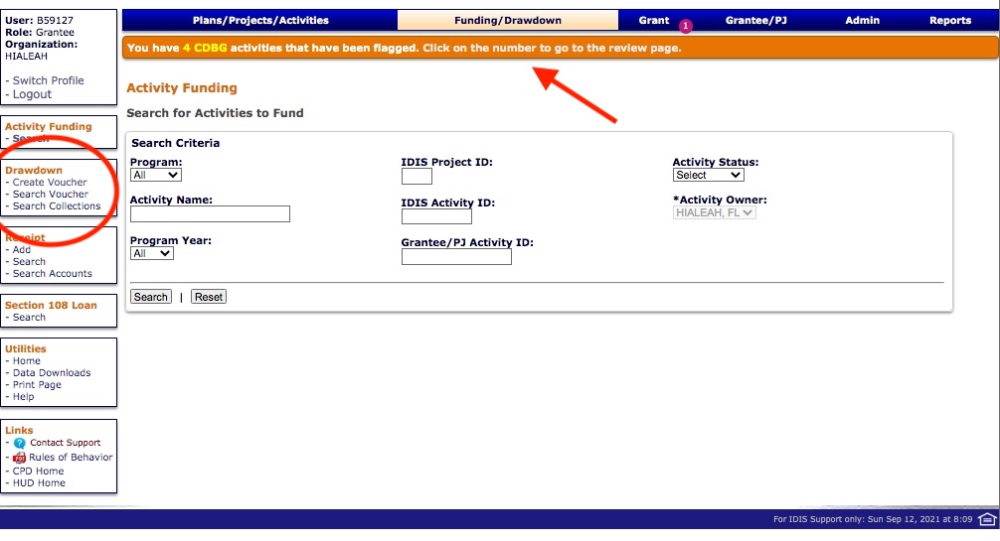 User: B59127
Role: Grantee
Organization:
HIALEAH
- Switch Profile
- Logout
Plans/Projects/Activities
Funding/Drawdown
Grant
1
Grantee/PJ
Admin
Reports
You have 4 CDBG activities that have been flagged. Click on the number to go to the review page.
Activity Funding
- Search
Drawdown
- Create Voucher
- Search Voucher
- Search Collections
Receipt
- Add
- Search
- Search Accounts
Section 108 Loan
- Search
Utilities
- Home
- Data Downloads
- Print Page
- Help
Links
- ? Contact Support
- PDF Rules of Behavior
- CPD Home
- HUD Home
Activity Funding
Search for Activities to Fund
Search Criteria
Program:
All
IDIS Project ID:
Activity Status:
Select
Activity Name:
IDIS Activity ID:
*Activity Owner:
HIALEAH, FL
Program Year:
All
Grantee/PJ Activity ID:
Search | Reset
For IDIS Support only: Sun Sep 12, 2021 at 8:09